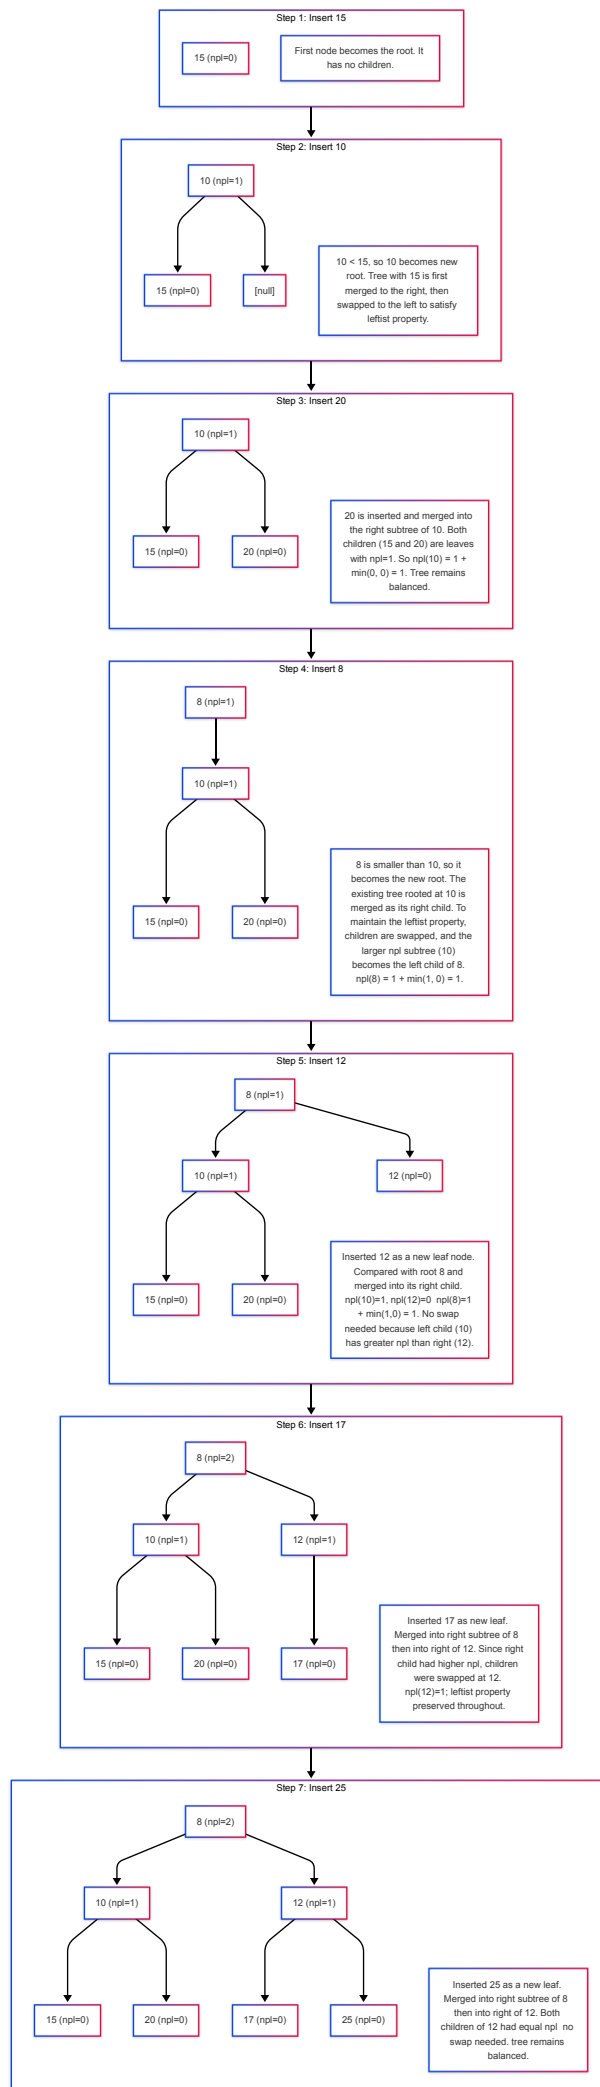 Step 1: Insert 15
15 (npl=0)
First node becomes the root. It
has no children.
Step 2: Insert 10
10 (npl=1)
15 (npl=0)
[null]
10 < 15, so 10 becomes new
root. Tree with 15 is first
merged to the right, then
swapped to the left to satisfy
leftist property.
Step 3: Insert 20
10 (npl=1)
15 (npl=0)
20 (npl=0)
20 is inserted and merged into
the right subtree of 10. Both
children (15 and 20) are leaves
with npl=1. So npl(10) = 1 +
min(0, 0) = 1. Tree remains
balanced.
Step 4: Insert 8
8 (npl=1)
10 (npl=1)
15 (npl=0)
20 (npl=0)
8 is smaller than 10, so it
becomes the new root. The
existing tree rooted at 10 is
merged as its right child. To
maintain the leftist property,
children are swapped, and the
larger npl subtree (10)
becomes the left child of 8.
npl(8) = 1 + min(1, 0) = 1.
Step 5: Insert 12
8 (npl=1)
10 (npl=1)
12 (npl=0)
15 (npl=0)
20 (npl=0)
Inserted 12 as a new leaf node.
Compared with root 8 and
merged into its right child.
npl(10)=1, npl(12)=0  npl(8)=1
+ min(1,0) = 1. No swap
needed because left child (10)
has greater npl than right (12).
Step 6: Insert 17
8 (npl=2)
10 (npl=1)
12 (npl=1)
15 (npl=0)
20 (npl=0)
17 (npl=0)
Inserted 17 as new leaf.
Merged into right subtree of 8
then into right of 12. Since right
child had higher npl, children
were swapped at 12.
npl(12)=1; leftist property
preserved throughout.
Step 7: Insert 25
8 (npl=2)
10 (npl=1)
12 (npl=1)
15 (npl=0)
20 (npl=0)
17 (npl=0)
25 (npl=0)
Inserted 25 as a new leaf.
Merged into right subtree of 8
then into right of 12. Both
children of 12 had equal npl  no
swap needed. tree remains
balanced.